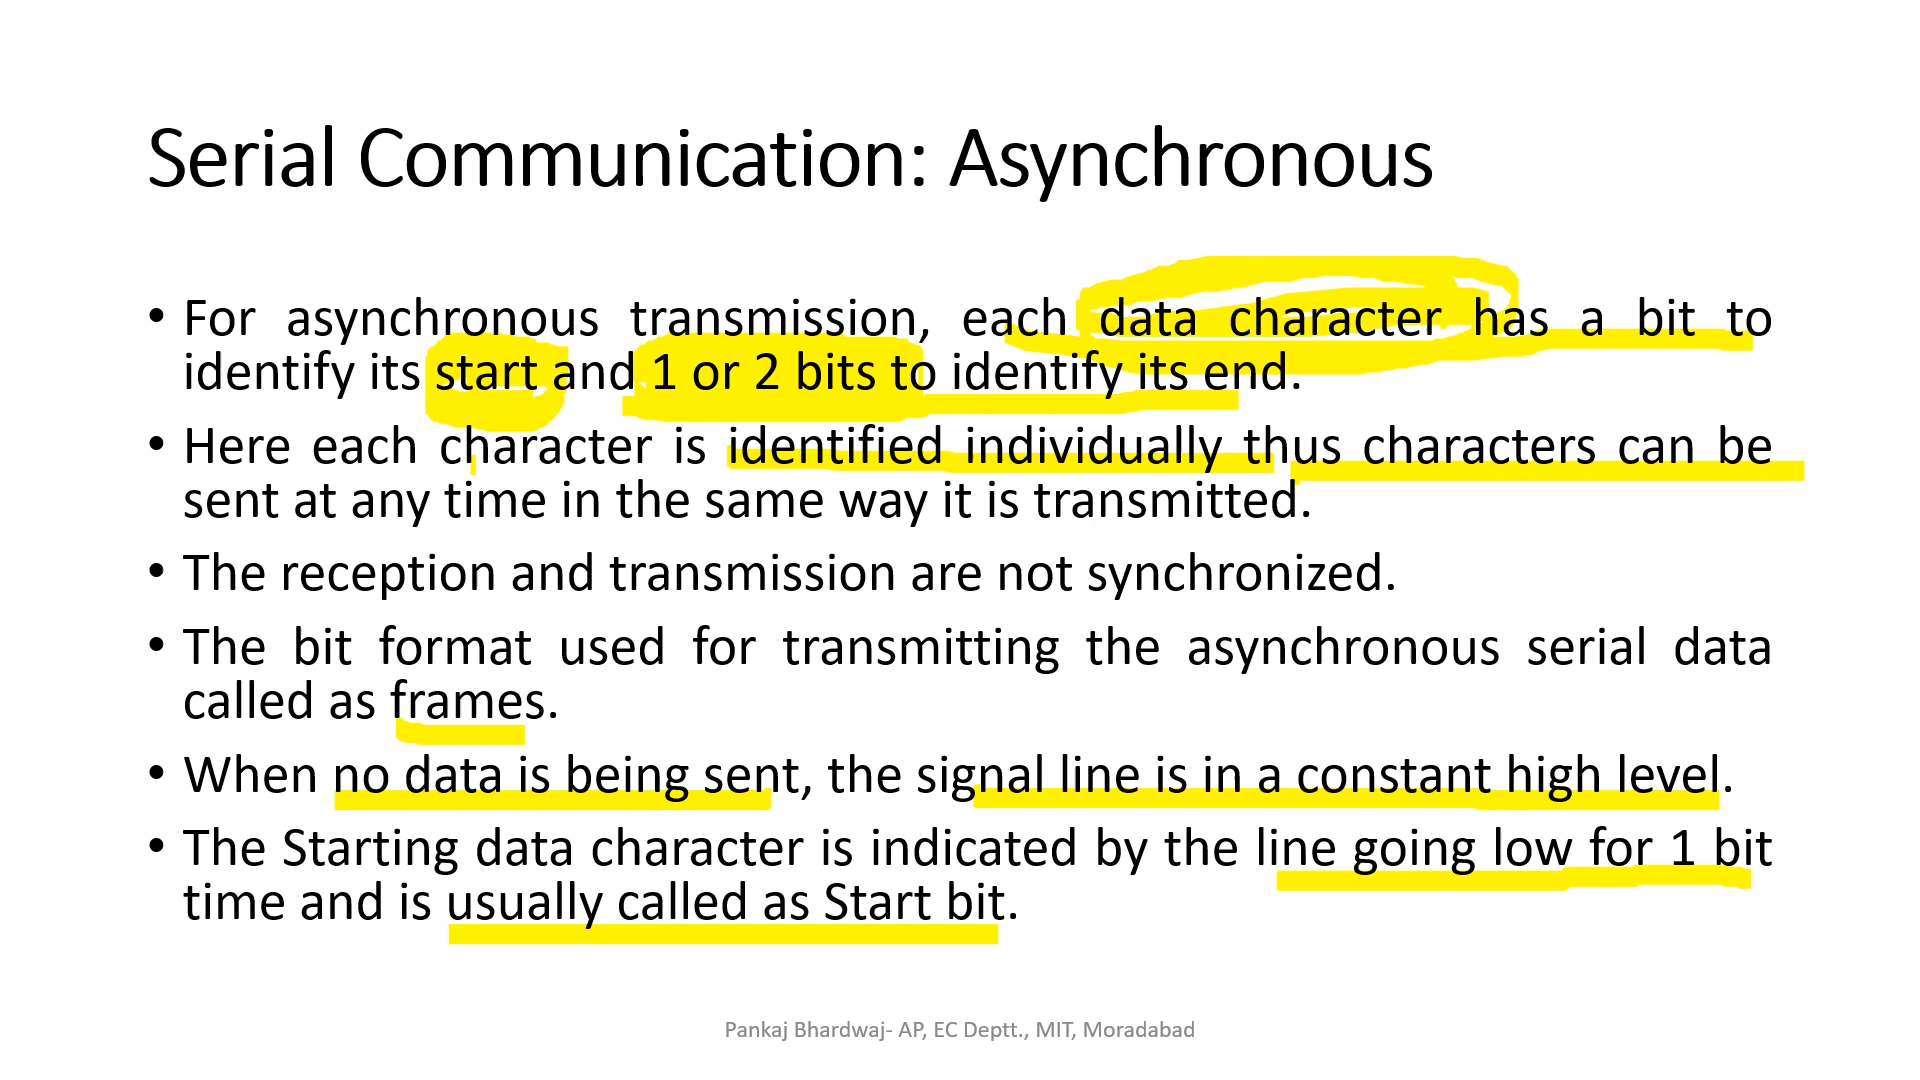 Serial Communication: Asynchronous
• For asynchronous transmission, each data character has a bit to
identify its start and 1 or 2 bits to identify its end.
• Here each character is identified individually thus characters can be
sent at any time in the same way it is transmitted.
• The reception and transmission are not synchronized.
• The bit format used for transmitting the asynchronous serial data
called as frames.
• When no data is being sent, the signal line is in a constant high level.
• The Starting data character is indicated by the line going low for 1 bit
time and is usually called as Start bit.
Pankaj Bhardwaj- AP, EC Deptt., MIT, Moradabad